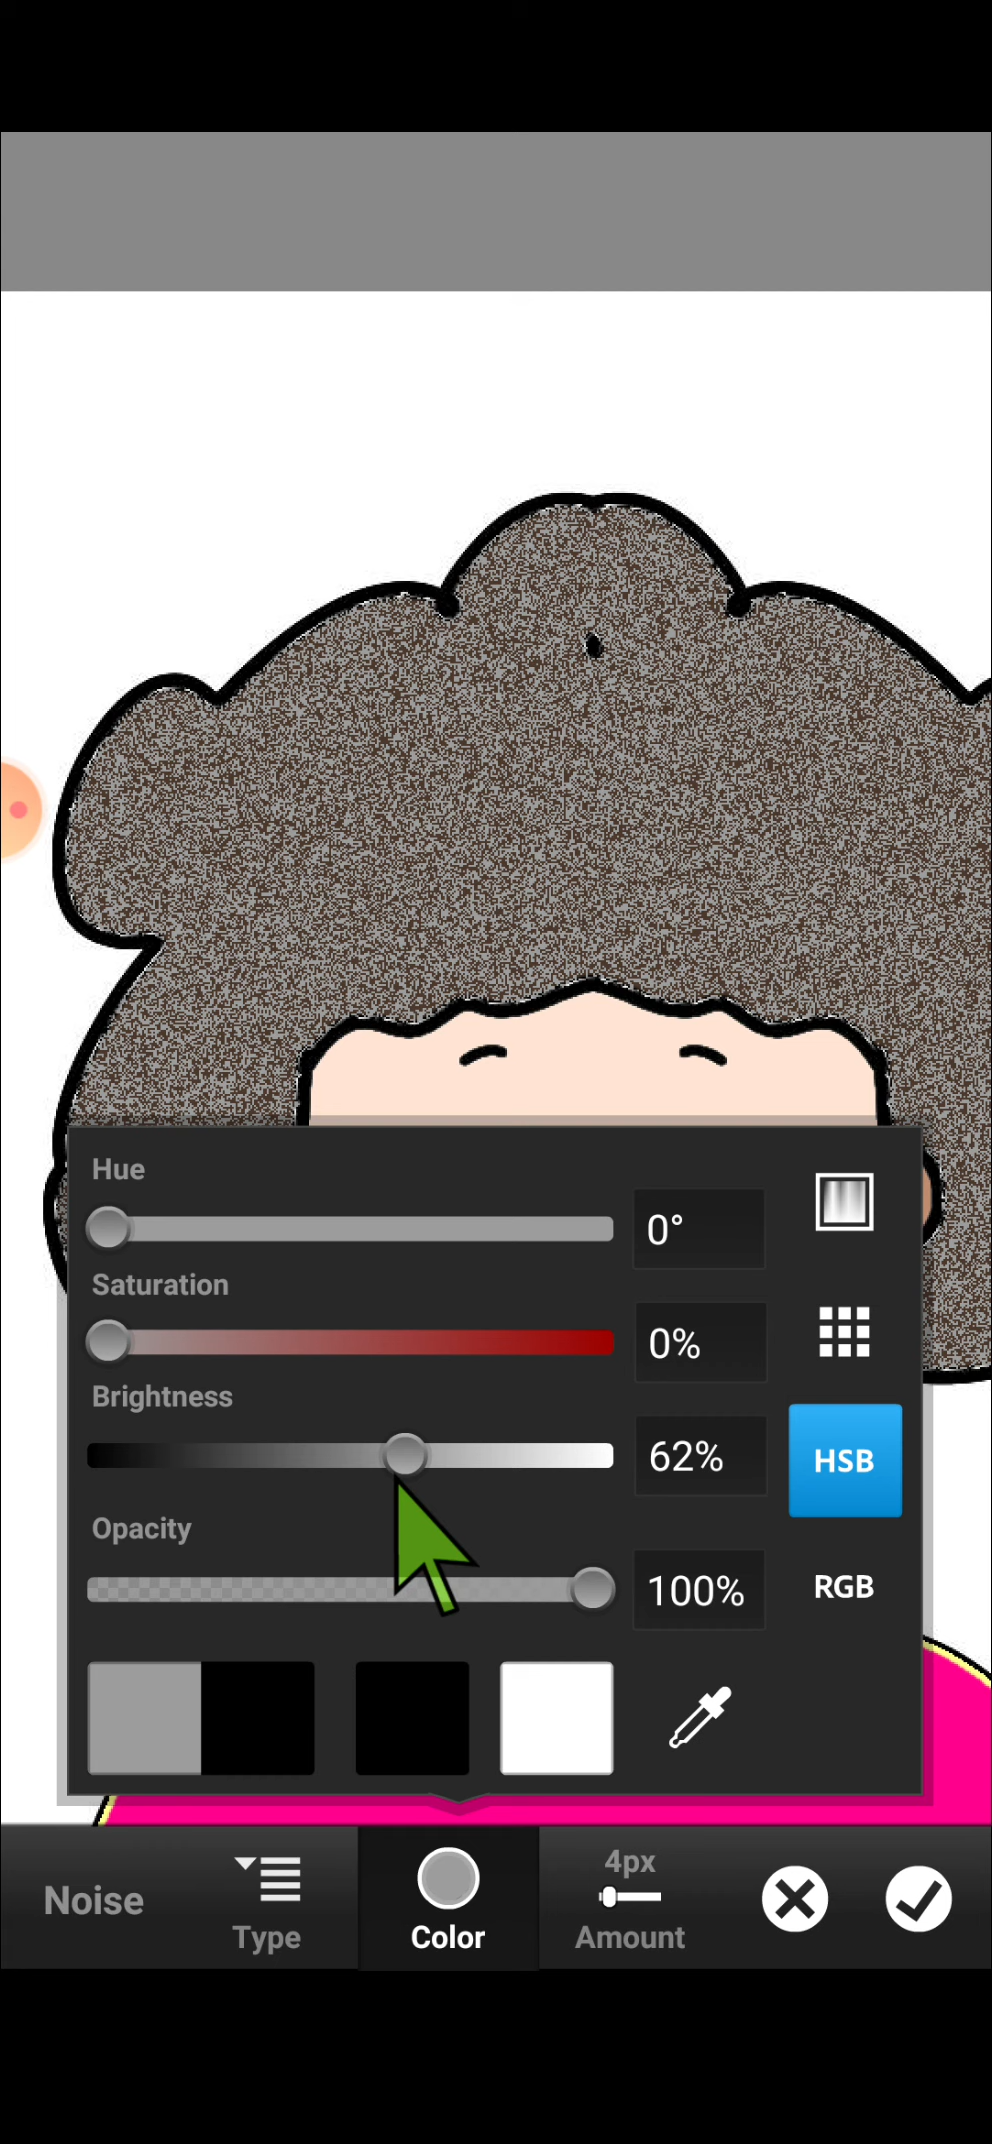 Hue
0°
Saturation
0%
Brightness
62%
HSB
Opacity
100%
RGB
Noise
Type
Color
4px
Amount